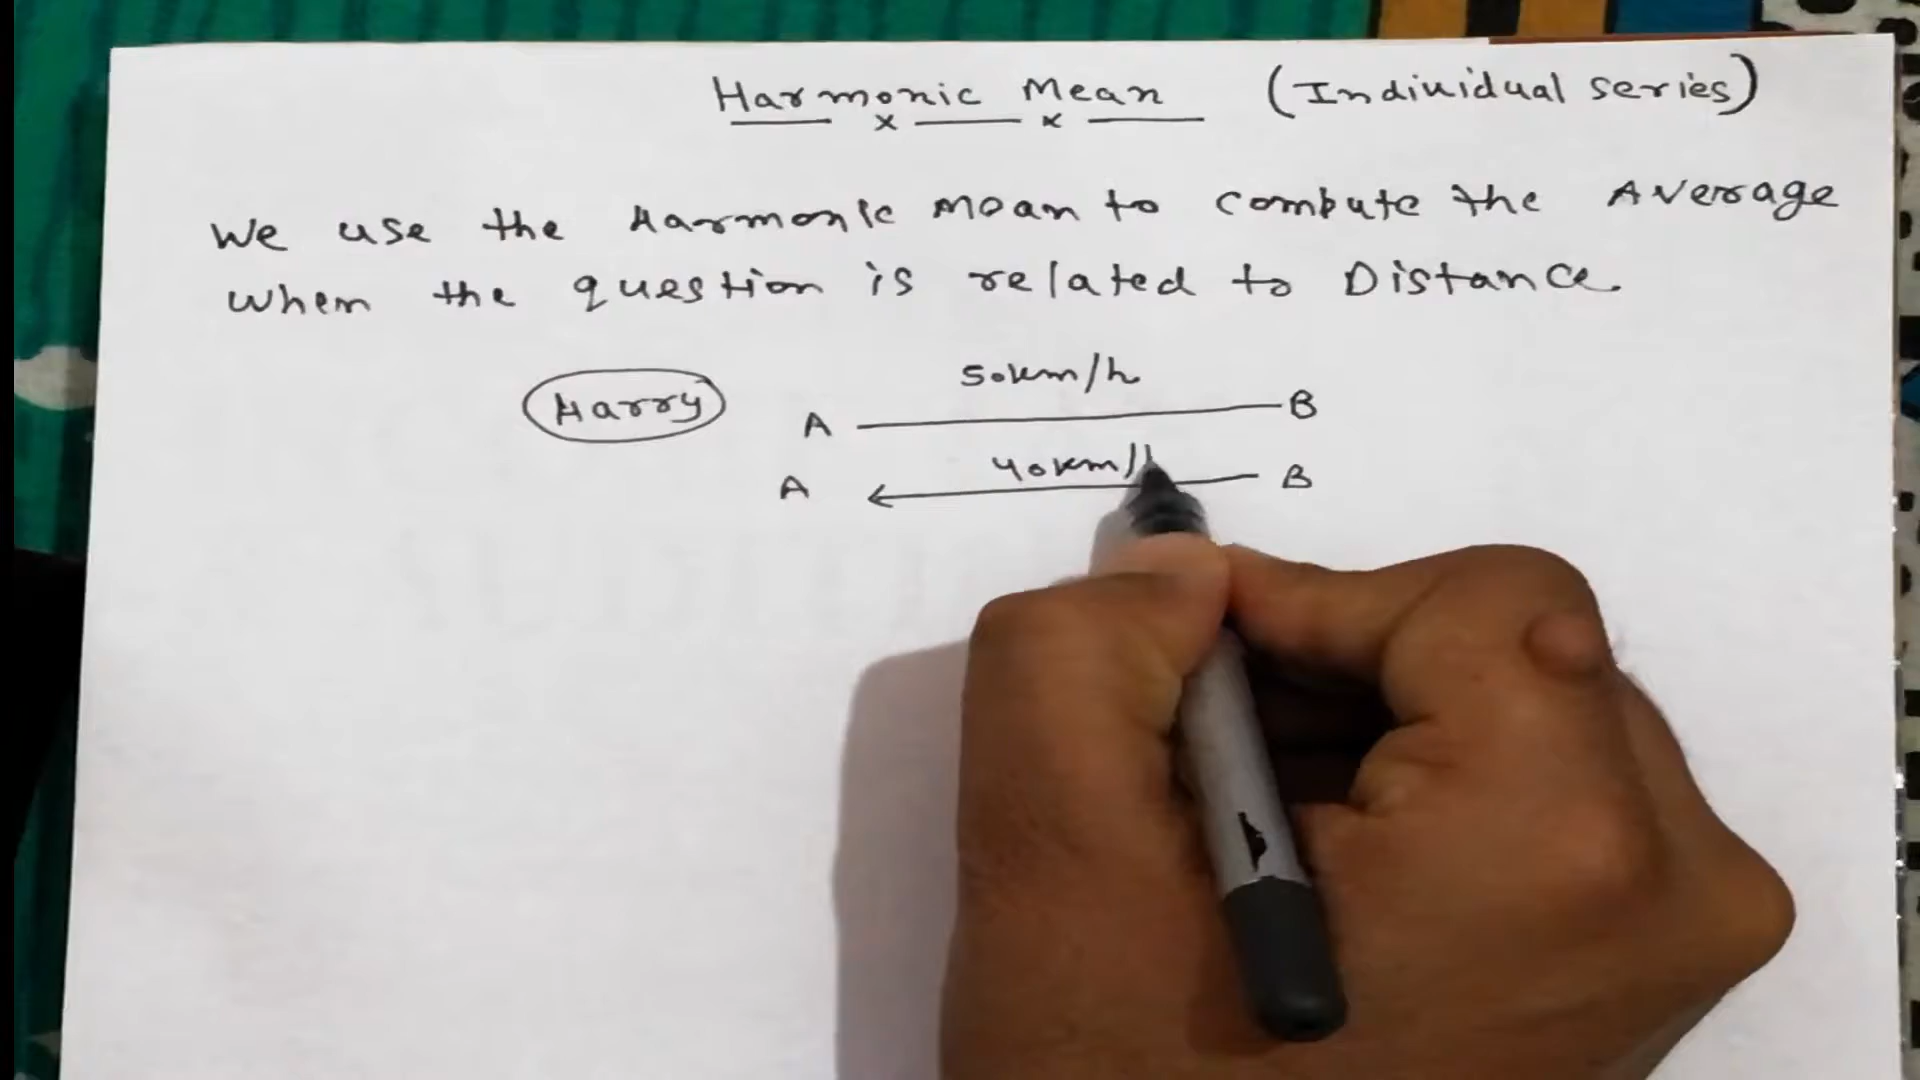 Harmonic Mean (Individual series)
We use the Harmonic Mean to compute the Average
when the question is related to Distance.
50km/h
Harry A B
40km/h
A B